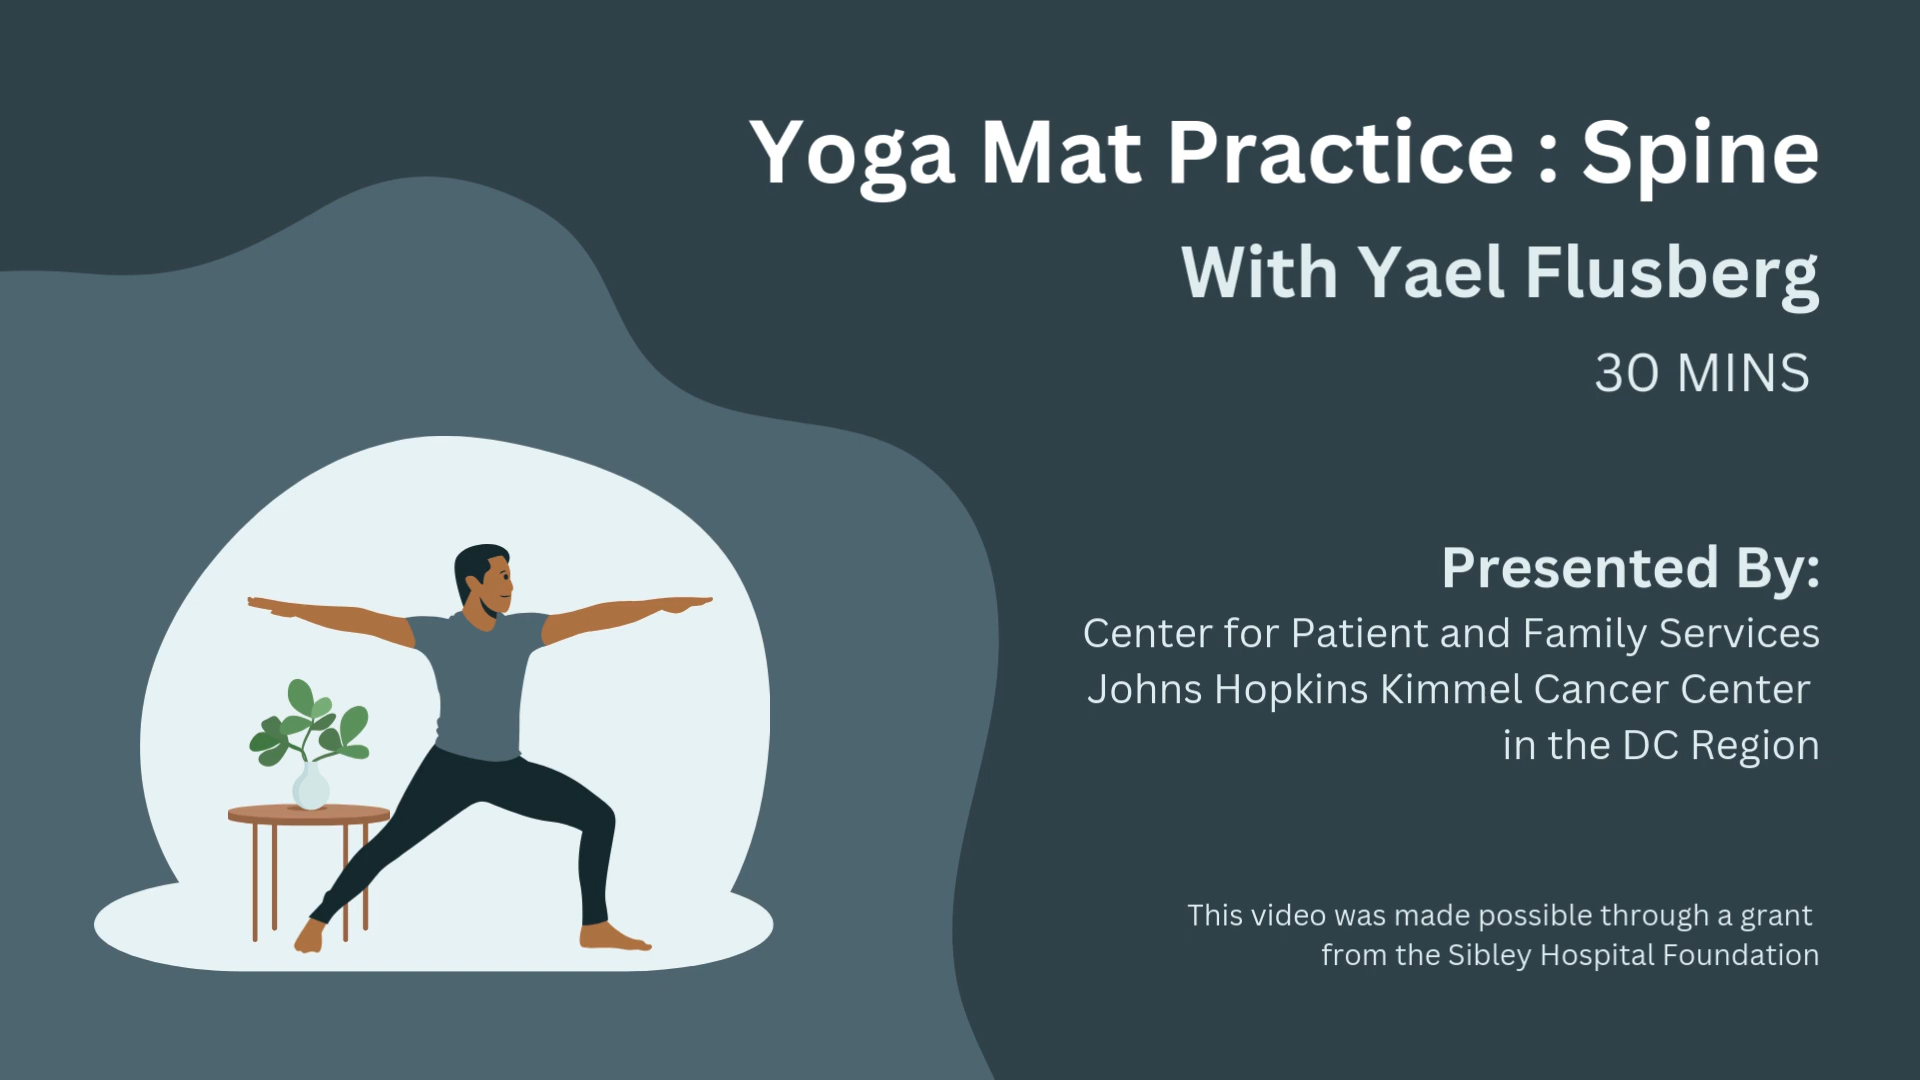 Yoga Mat Practice : Spine
With Yael Flusberg
30 MINS
Presented By:
Center for Patient and Family Services
Johns Hopkins Kimmel Cancer Center
in the DC Region
This video was made possible through a grant
from the Sibley Hospital Foundation